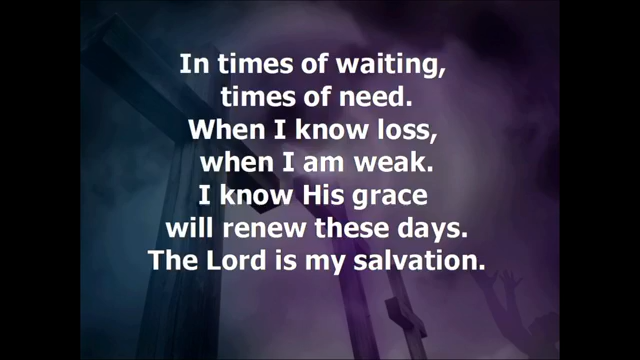 In times of waiting,
times of need.
When I know loss,
when I am weak.
I know His grace
will renew these days.
The Lord is my salvation.